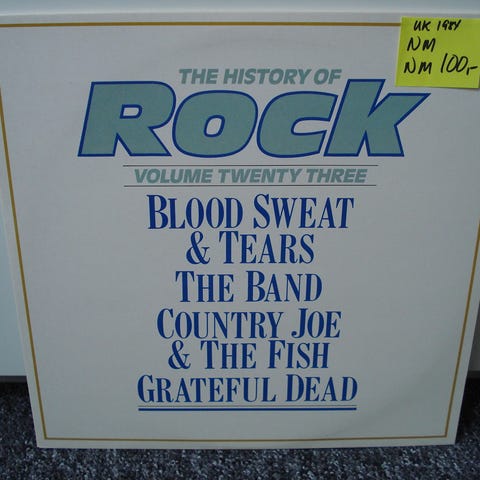 UK 1984
NM
NM 100,-
THE HISTORY OF
ROCK
VOLUME TWENTY THREE
BLOOD SWEAT
& TEARS
THE BAND
COUNTRY JOE
& THE FISH
GRATEFUL DEAD